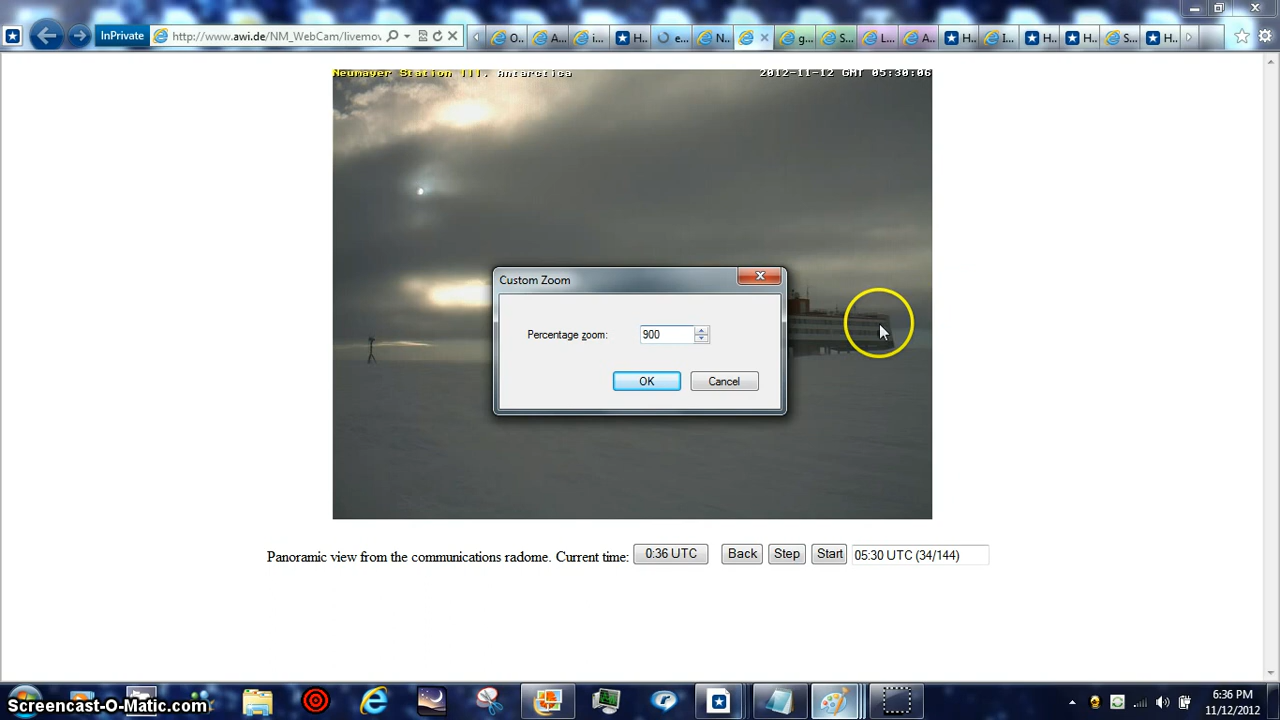 InPrivate
http://www.awi.de/NM_WebCam/livemov
O.. A.. i... H.. e... N.. g... S.. L.. A.. H.. I... H.. H.. S.. H..
Neumayer Station III. Antarctica
2012-11-12 GMT 05:30:06
Custom Zoom
Percentage zoom:
900
OK
Cancel
Panoramic view from the communications radome. Current time: 0:36 UTC Back Step Start 05:30 UTC (34/144)
Screencast-O-Matic.com
6:36 PM
11/12/2012